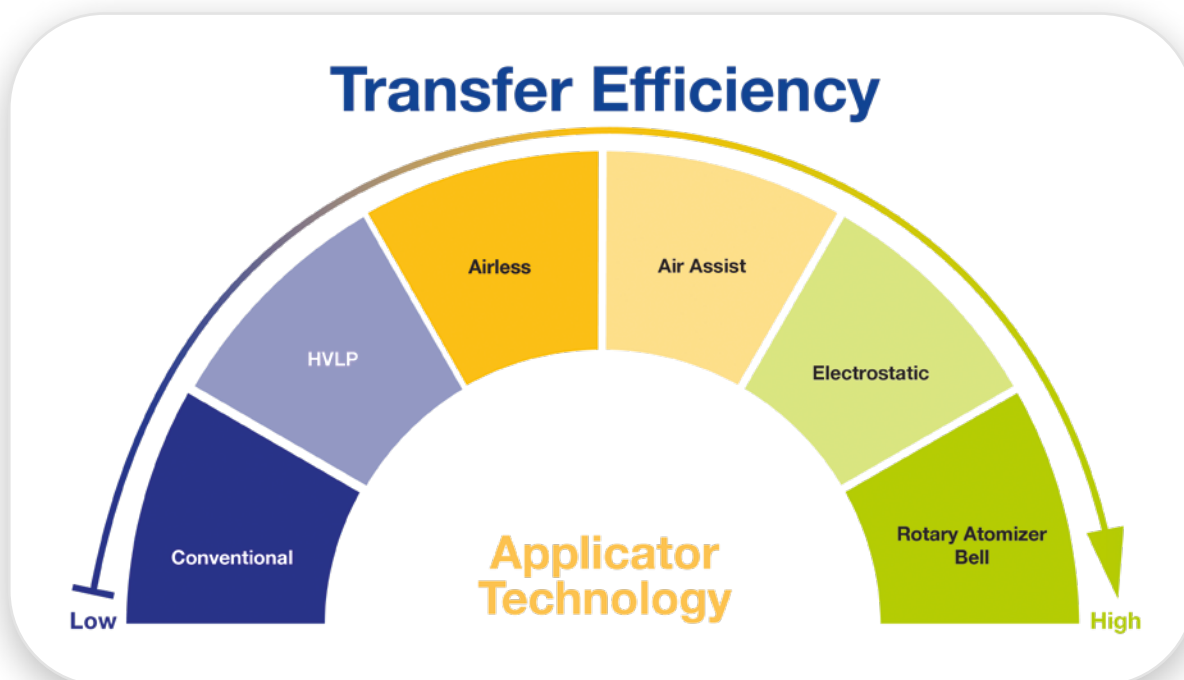 Transfer Efficiency
Airless
Air Assist
HVLP
Electrostatic
Conventional
Rotary Atomizer
Bell
Applicator
Technology
Low
High